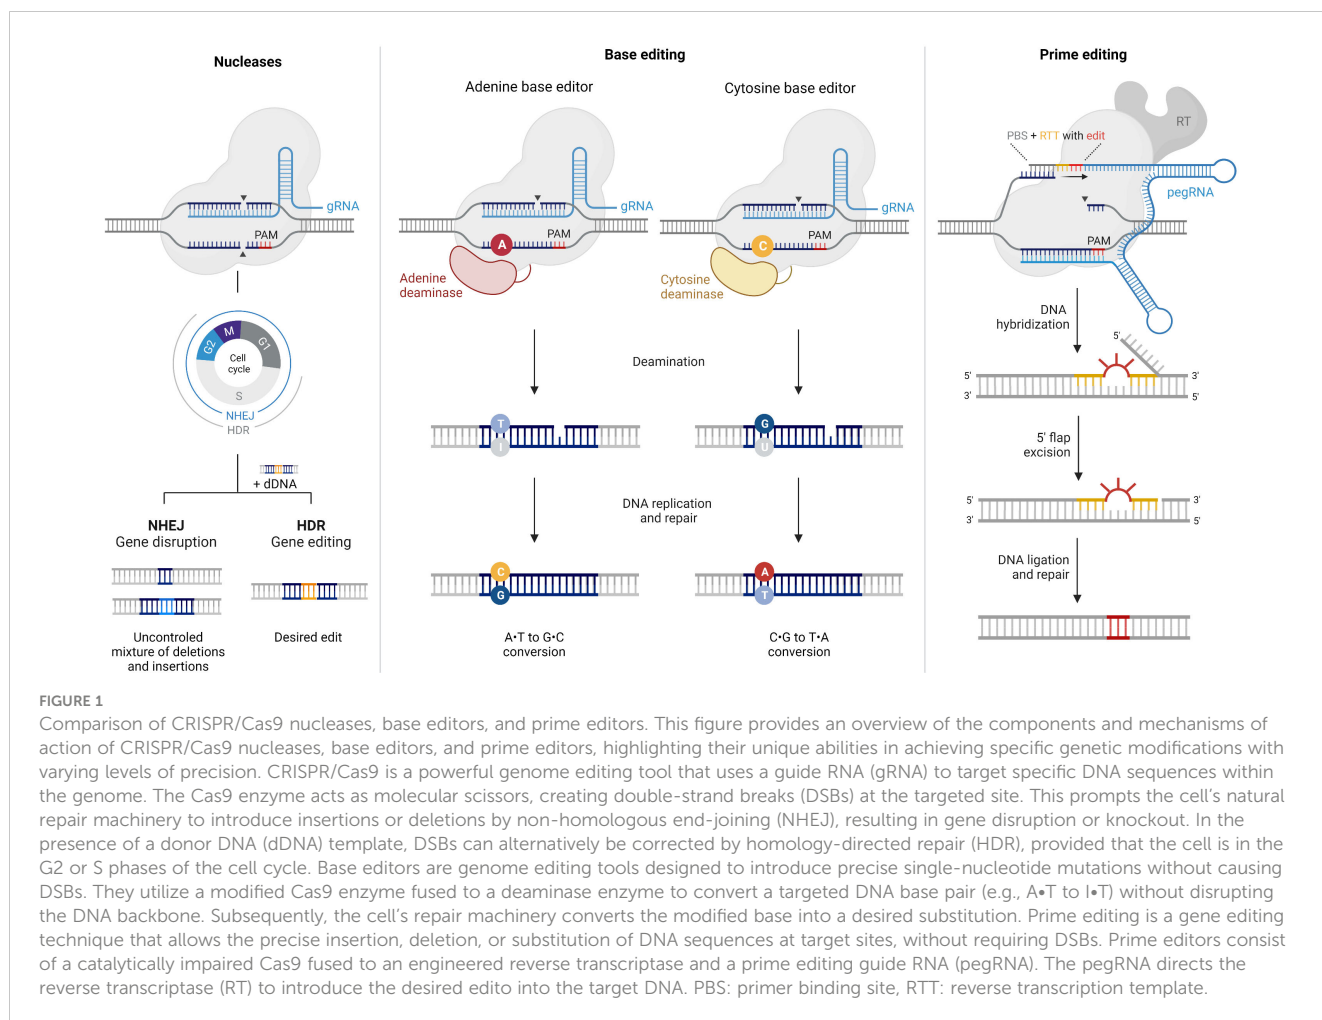 Nucleases
gRNA
PAM
G2
M
G1
Cell
cycle
S
NHEJ
HDR
+ dDNA
NHEJ
Gene disruption
HDR
Gene editing
Uncontroled
mixture of deletions
and insertions
Desired edit
Base editing
Adenine base editor
gRNA
PAM
A
Adenine
deaminase
Cytosine base editor
gRNA
PAM
C
Cytosine
deaminase
Deamination
T
I
G
U
DNA replication
and repair
C
G
A
T
A•T to G•C
conversion
C•G to T•A
conversion
Prime editing
RT
PBS + RTT with edit
pegRNA
PAM
DNA
hybridization
5'
5'
3'
3'
5'
5' flap
excision
5'
3'
3'
5'
DNA ligation
and repair
FIGURE 1
Comparison of CRISPR/Cas9 nucleases, base editors, and prime editors. This figure provides an overview of the components and mechanisms of
action of CRISPR/Cas9 nucleases, base editors, and prime editors, highlighting their unique abilities in achieving specific genetic modifications with
varying levels of precision. CRISPR/Cas9 is a powerful genome editing tool that uses a guide RNA (gRNA) to target specific DNA sequences within
the genome. The Cas9 enzyme acts as molecular scissors, creating double-strand breaks (DSBs) at the targeted site. This prompts the cell's natural
repair machinery to introduce insertions or deletions by non-homologous end-joining (NHEJ), resulting in gene disruption or knockout. In the
presence of a donor DNA (dDNA) template, DSBs can alternatively be corrected by homology-directed repair (HDR), provided that the cell is in the
G2 or S phases of the cell cycle. Base editors are genome editing tools designed to introduce precise single-nucleotide mutations without causing
DSBs. They utilize a modified Cas9 enzyme fused to a deaminase enzyme to convert a targeted DNA base pair (e.g., A•T to I•T) without disrupting
the DNA backbone. Subsequently, the cell's repair machinery converts the modified base into a desired substitution. Prime editing is a gene editing
technique that allows the precise insertion, deletion, or substitution of DNA sequences at target sites, without requiring DSBs. Prime editors consist
of a catalytically impaired Cas9 fused to an engineered reverse transcriptase and a prime editing guide RNA (pegRNA). The pegRNA directs the
reverse transcriptase (RT) to introduce the desired edito into the target DNA. PBS: primer binding site, RTT: reverse transcription template.